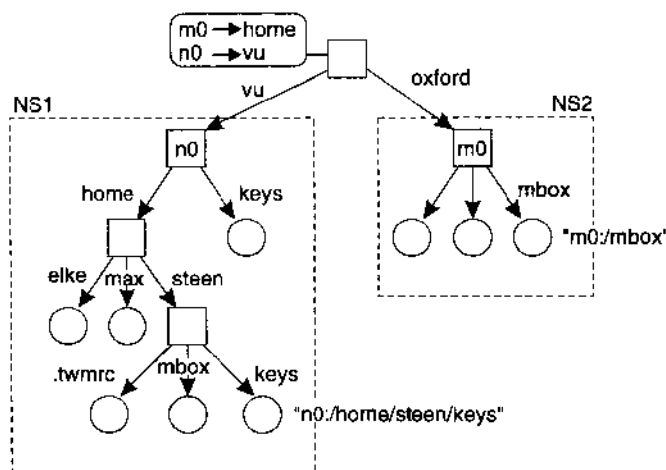 m0 → home
n0 → vu
vu
oxford
NS1
NS2
n0
m0
home
keys
mbox
"m0:/mbox"
elke
max
steen
.twmrc
mbox
keys
"n0:/home/steen/keys"